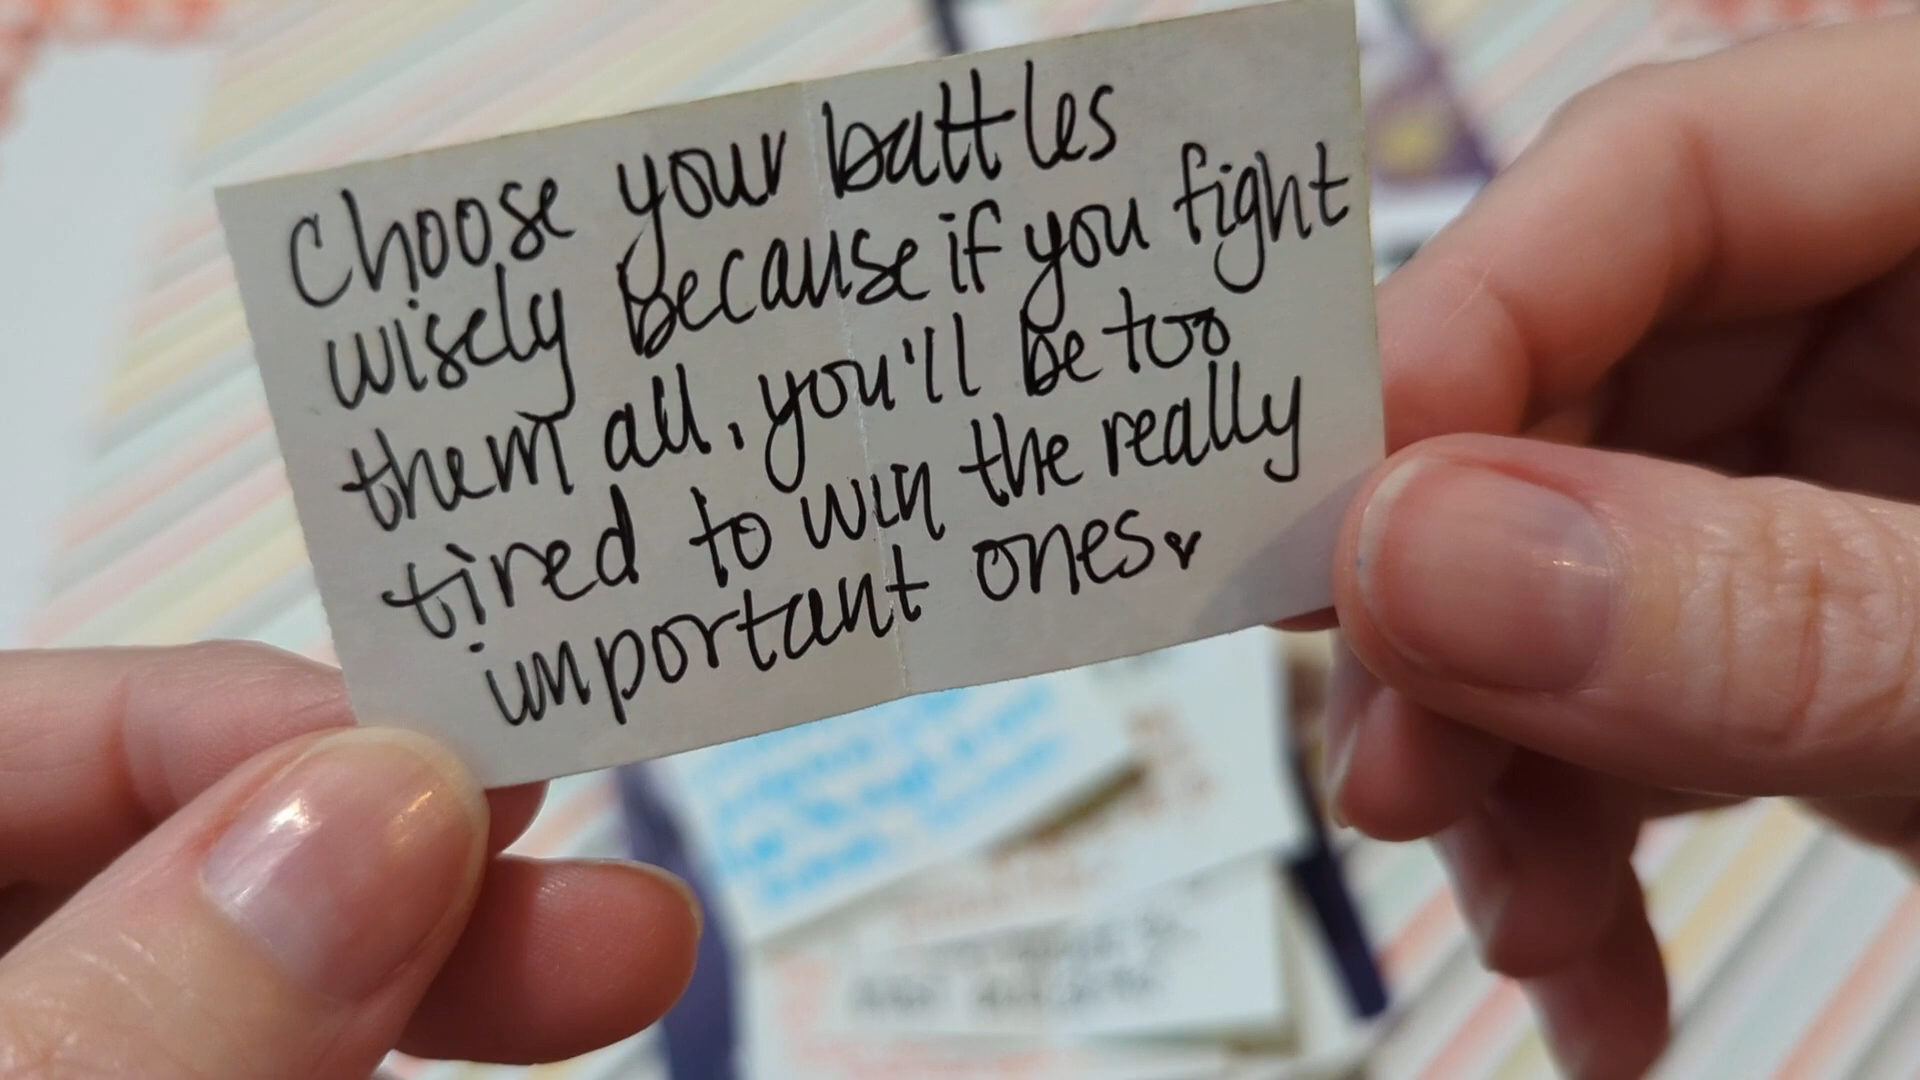 Choose your battles
wisely because if you fight
them all, you'll be too
tired to win the really
important ones♥